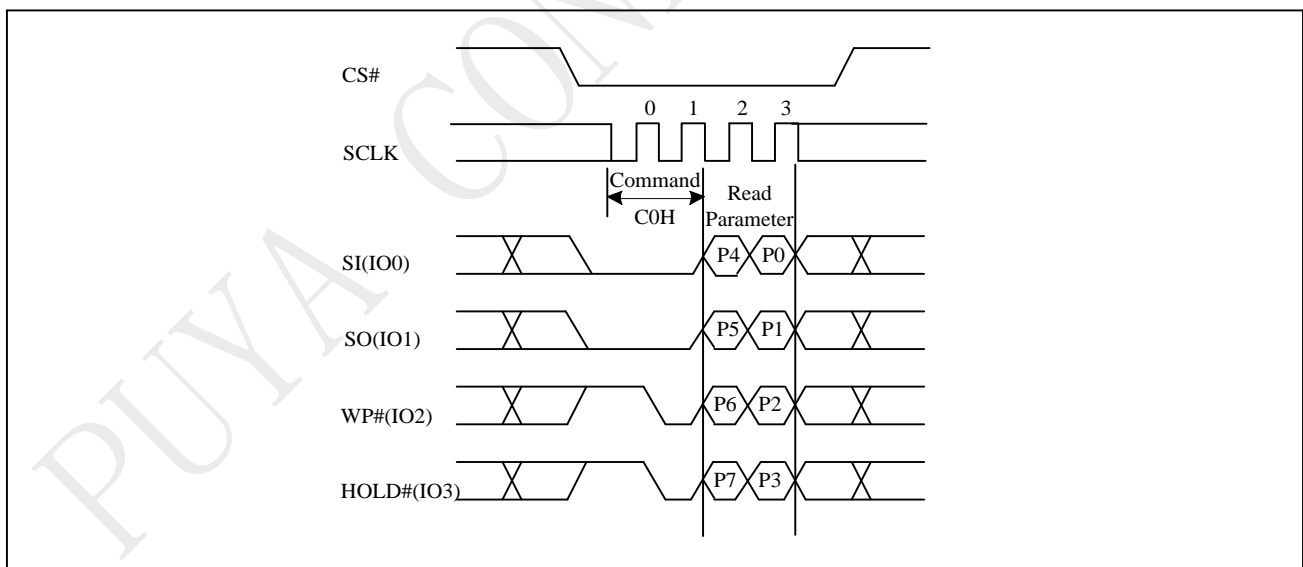 PUYA CONF
CS#
0 1 2 3
SCLK
Command
C0H
Read
Parameter
SI(IO0)
P4 P0
SO(IO1)
P5 P1
WP#(IO2)
P6 P2
HOLD#(IO3)
P7 P3